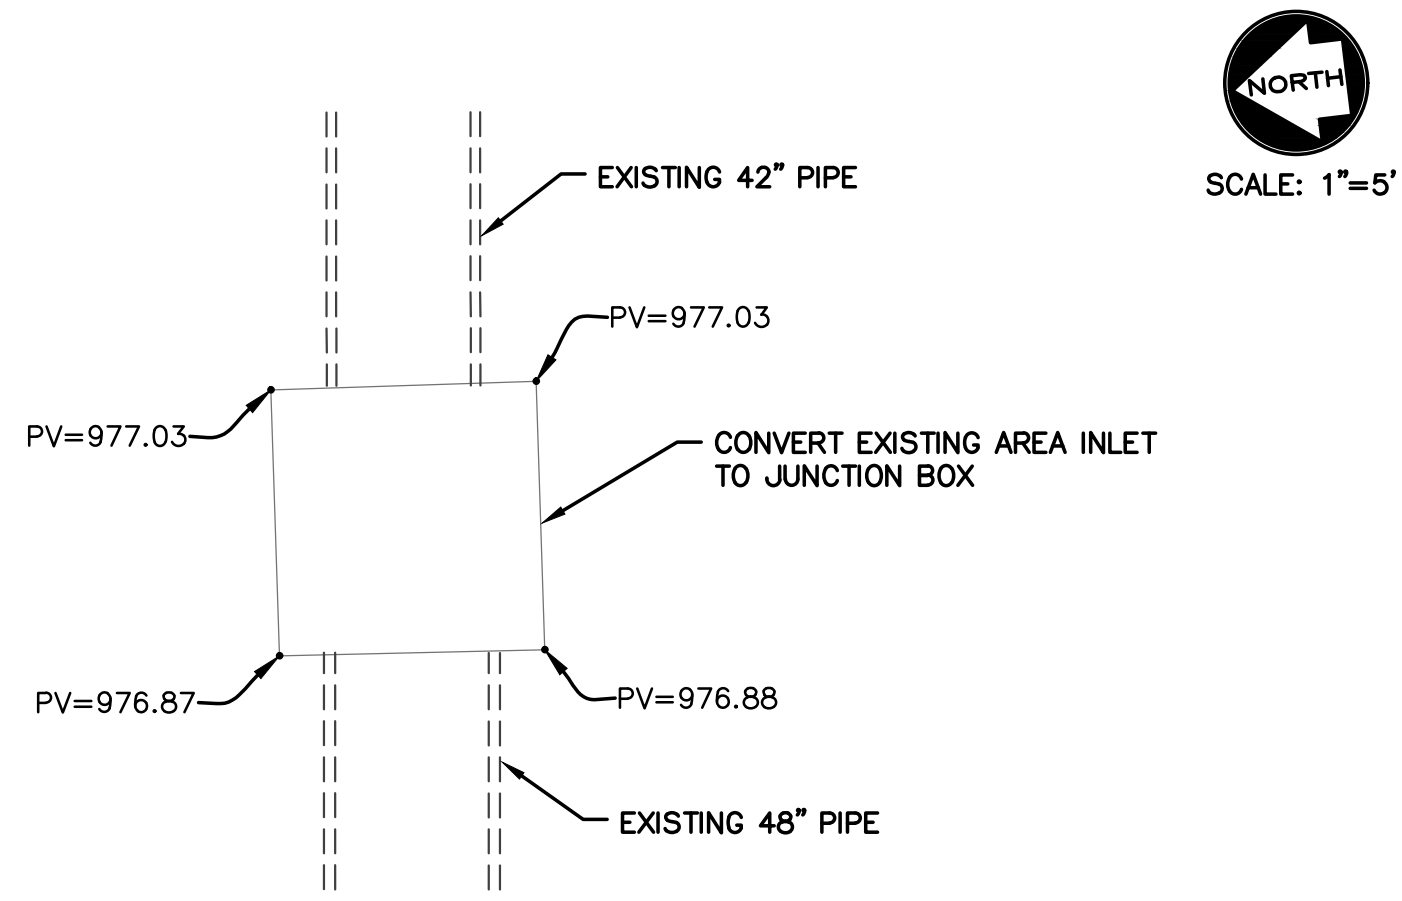 NORTH
SCALE: 1"=5'
EXISTING 42" PIPE
PV=977.03
PV=977.03
CONVERT EXISTING AREA INLET
TO JUNCTION BOX
PV=976.87
PV=976.88
EXISTING 48" PIPE